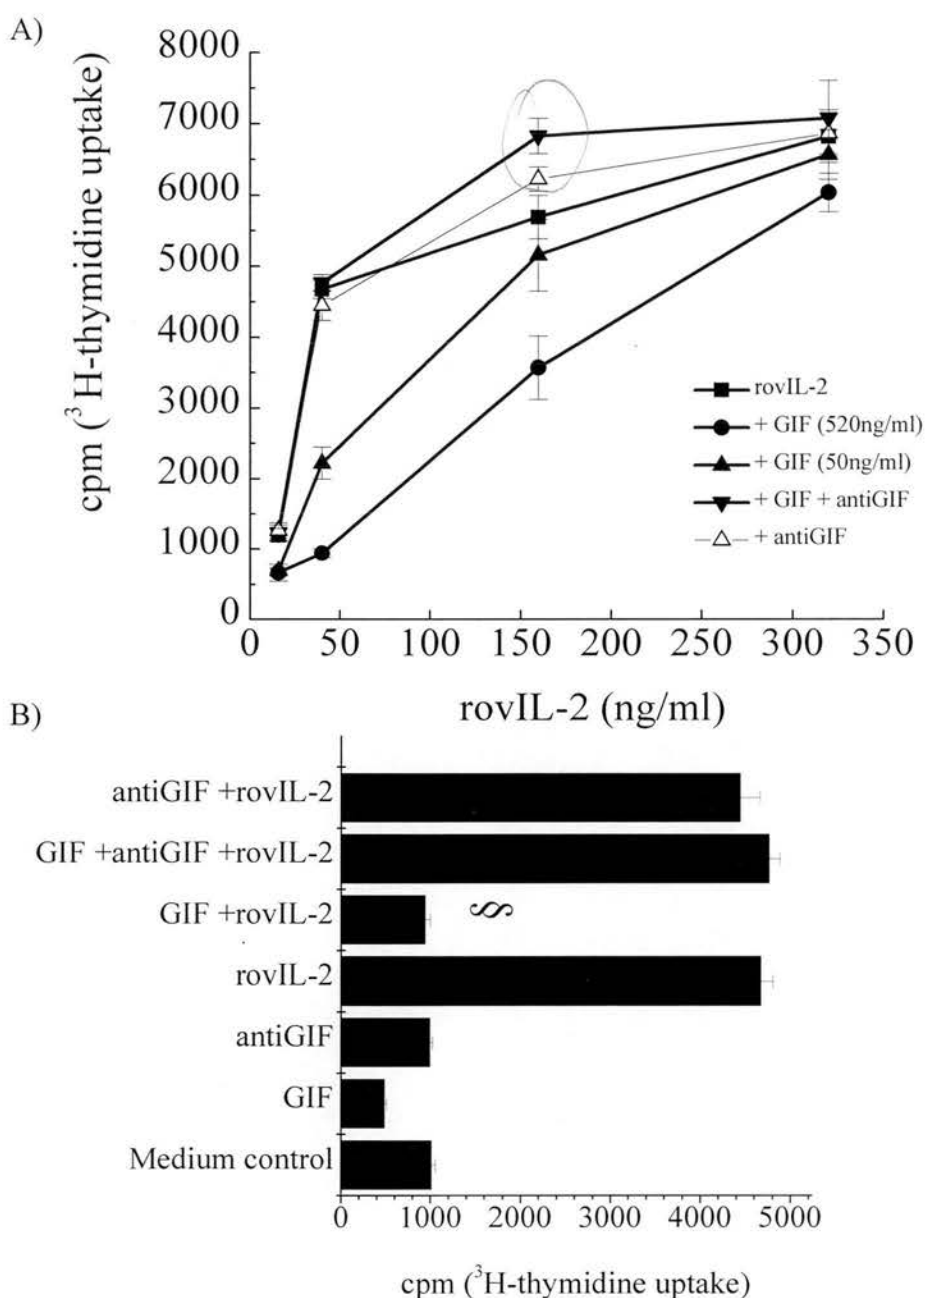 A)
8000
7000
6000
5000
4000
3000
2000
1000
0
cpm (³H-thymidine uptake)
rovIL-2
+ GIF (520ng/ml)
+ GIF (50ng/ml)
+ GIF + antiGIF
+ antiGIF
0 50 100 150 200 250 300 350
rovIL-2 (ng/ml)
B)
antiGIF +rovIL-2
GIF +antiGIF +rovIL-2
GIF +rovIL-2
§
rovIL-2
antiGIF
GIF
Medium control
0 1000 2000 3000 4000 5000
cpm (³H-thymidine uptake)